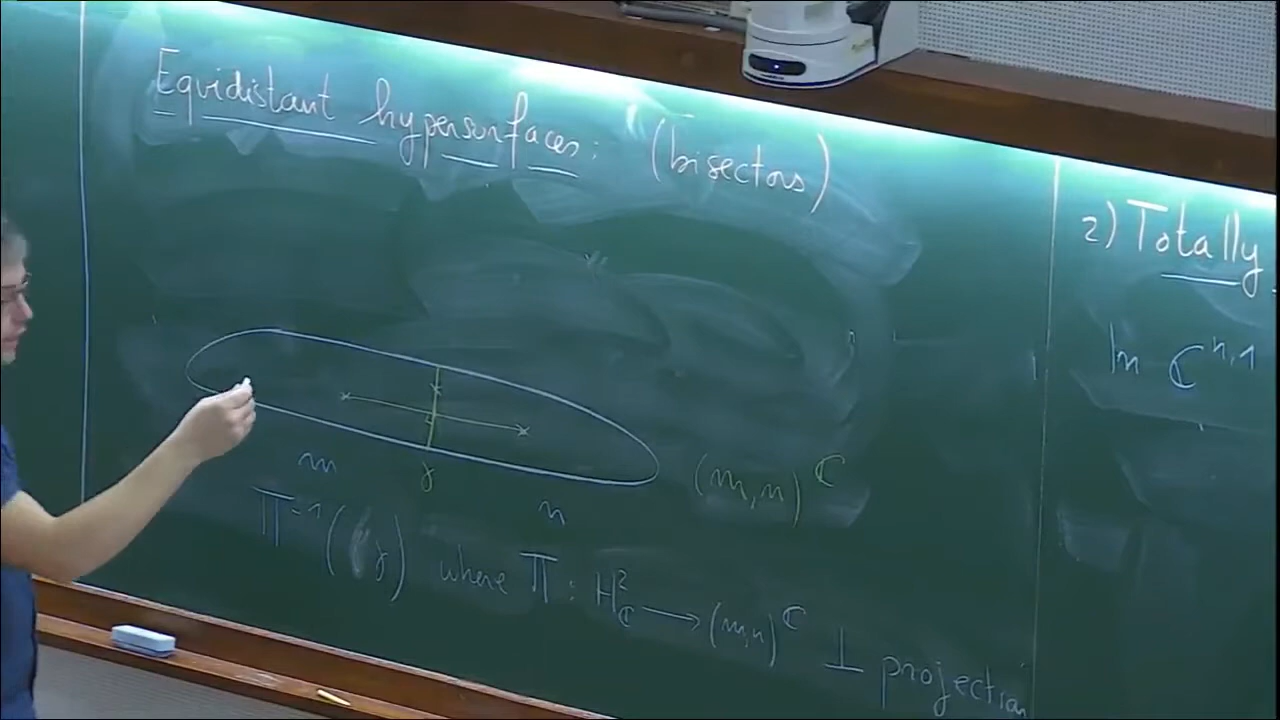 Equidistant hypersurfaces: (bisectors)
m
γ
n
(m,n)^ℂ
Π⁻¹(γ) where Π : H²_ℂ ⟶ (m,n)^ℂ ⊥ projection
2) Totally
In ℂ^{n,1}